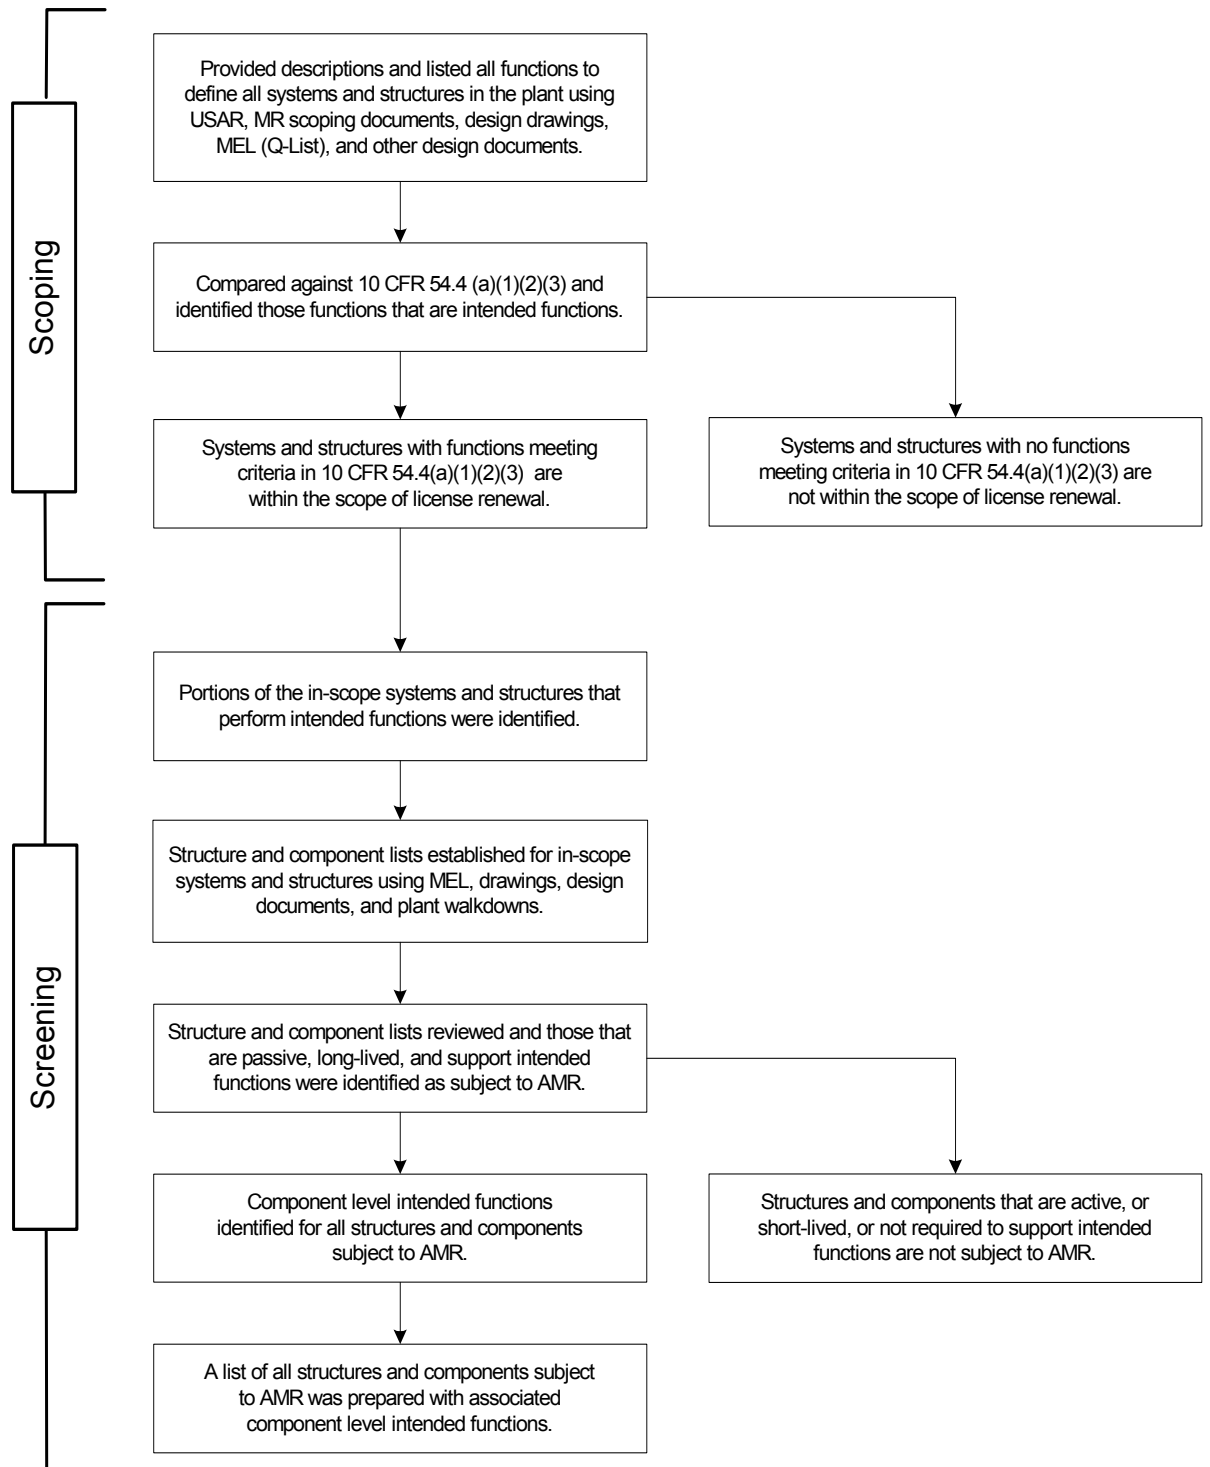 Scoping
Provided descriptions and listed all functions to
define all systems and structures in the plant using
USAR, MR scoping documents, design drawings,
MEL (Q-List), and other design documents.
Compared against 10 CFR 54.4 (a)(1)(2)(3) and
identified those functions that are intended functions.
Systems and structures with functions meeting
criteria in 10 CFR 54.4(a)(1)(2)(3) are
within the scope of license renewal.
Systems and structures with no functions
meeting criteria in 10 CFR 54.4(a)(1)(2)(3) are
not within the scope of license renewal.
Screening
Portions of the in-scope systems and structures that
perform intended functions were identified.
Structure and component lists established for in-scope
systems and structures using MEL, drawings, design
documents, and plant walkdowns.
Structure and component lists reviewed and those that
are passive, long-lived, and support intended
functions were identified as subject to AMR.
Component level intended functions
identified for all structures and components
subject to AMR.
Structures and components that are active, or
short-lived, or not required to support intended
functions are not subject to AMR.
A list of all structures and components subject
to AMR was prepared with associated
component level intended functions.